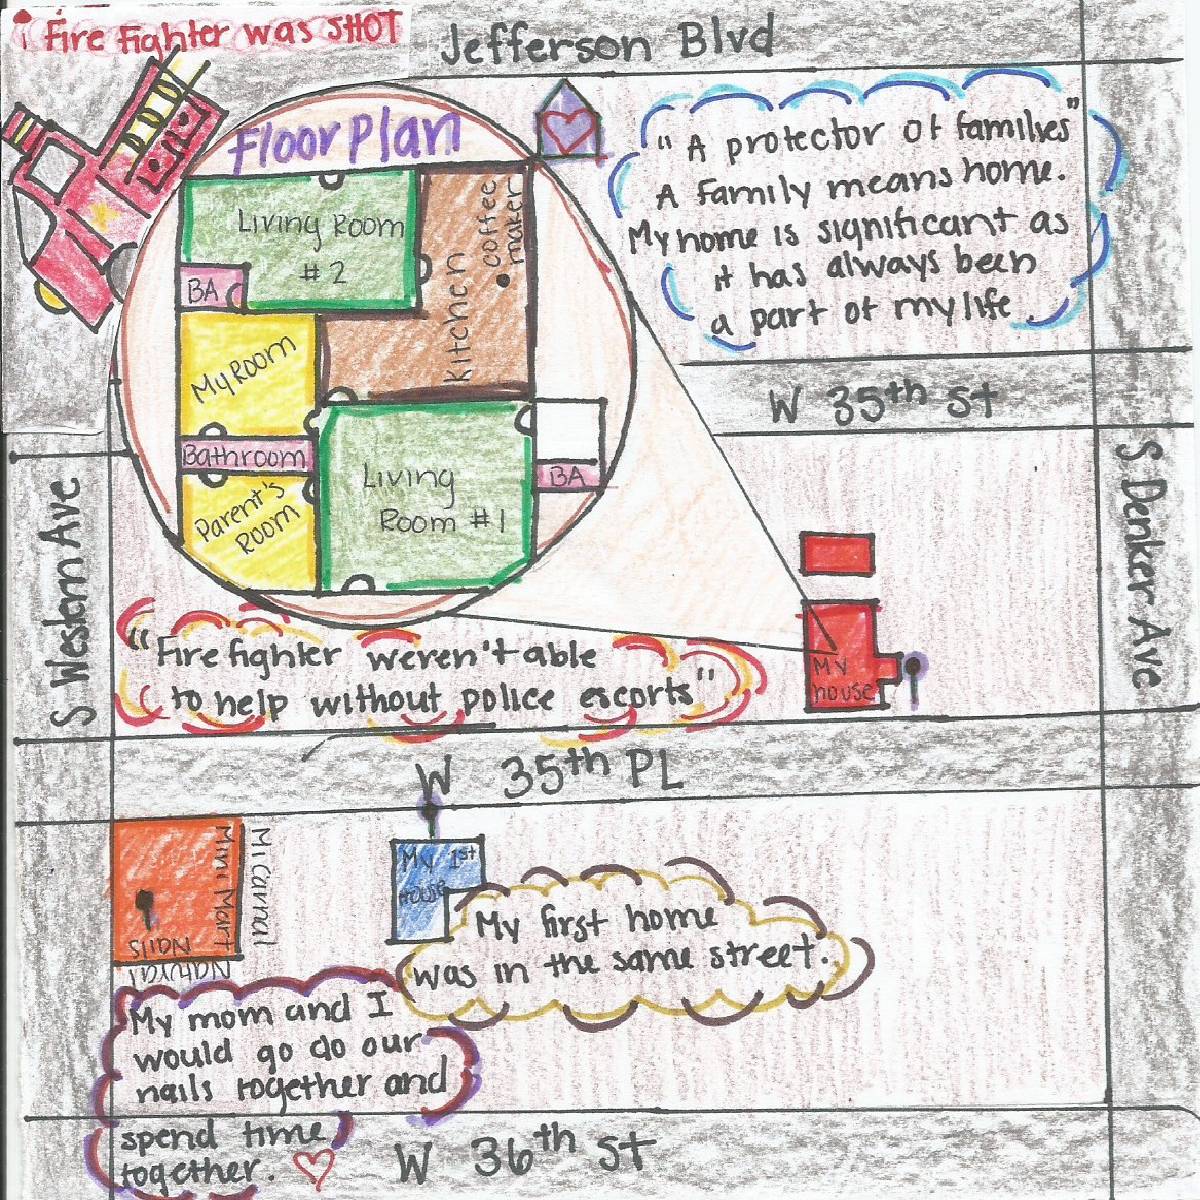 Fire Fighter was SHOT
Jefferson Blvd
Floor Plan
Living Room
#2
Kitchen
coffee
maker
BA
My Room
Bathroom
Parent's
Room
Living
Room #1
BA
"A protector of families"
A family means home.
My home is significant as
it has always been
a part of my life.
W 35th St
S Western Ave
S Denker Ave
"Fire fighter weren't able
to help without police escorts"
My
house
W 35th PL
Mi Carnal
Mini Mart
Natural
Nails
My 1st
House
My first home
was in the same street.
My mom and I
would go do our
nails together and
spend time
together.
W 36th St